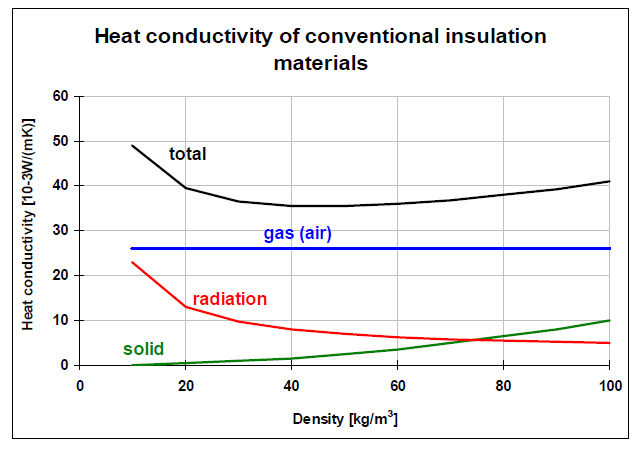 Heat conductivity of conventional insulation
materials
Heat conductivity [10-3W/(mK)]
60
50
40
30
20
10
0
total
gas (air)
radiation
solid
0 20 40 60 80 100
Density [kg/m³]